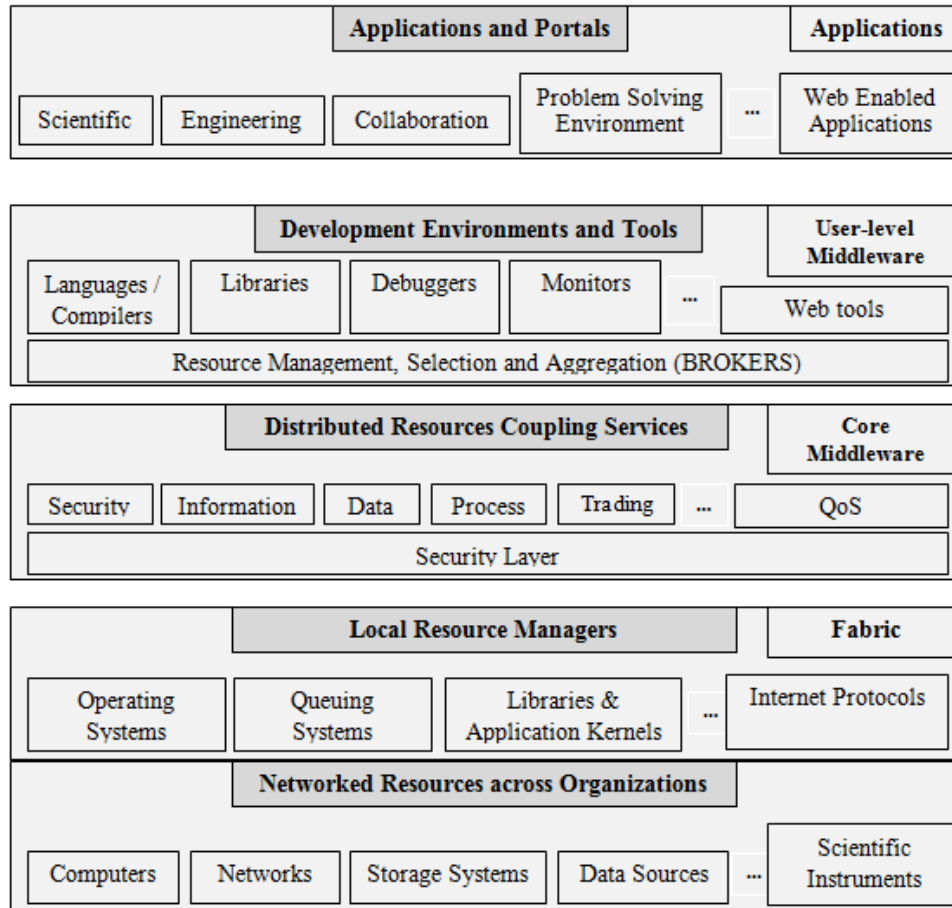 Applications and Portals
Applications
Scientific
Engineering
Collaboration
Problem Solving
Environment
...
Web Enabled
Applications
Development Environments and Tools
User-level
Middleware
Languages /
Compilers
Libraries
Debuggers
Monitors
...
Web tools
Resource Management, Selection and Aggregation (BROKERS)
Distributed Resources Coupling Services
Core
Middleware
Security
Information
Data
Process
Trading
...
QoS
Security Layer
Local Resource Managers
Fabric
Operating
Systems
Queuing
Systems
Libraries &
Application Kernels
...
Internet Protocols
Networked Resources across Organizations
Computers
Networks
Storage Systems
Data Sources
...
Scientific
Instruments